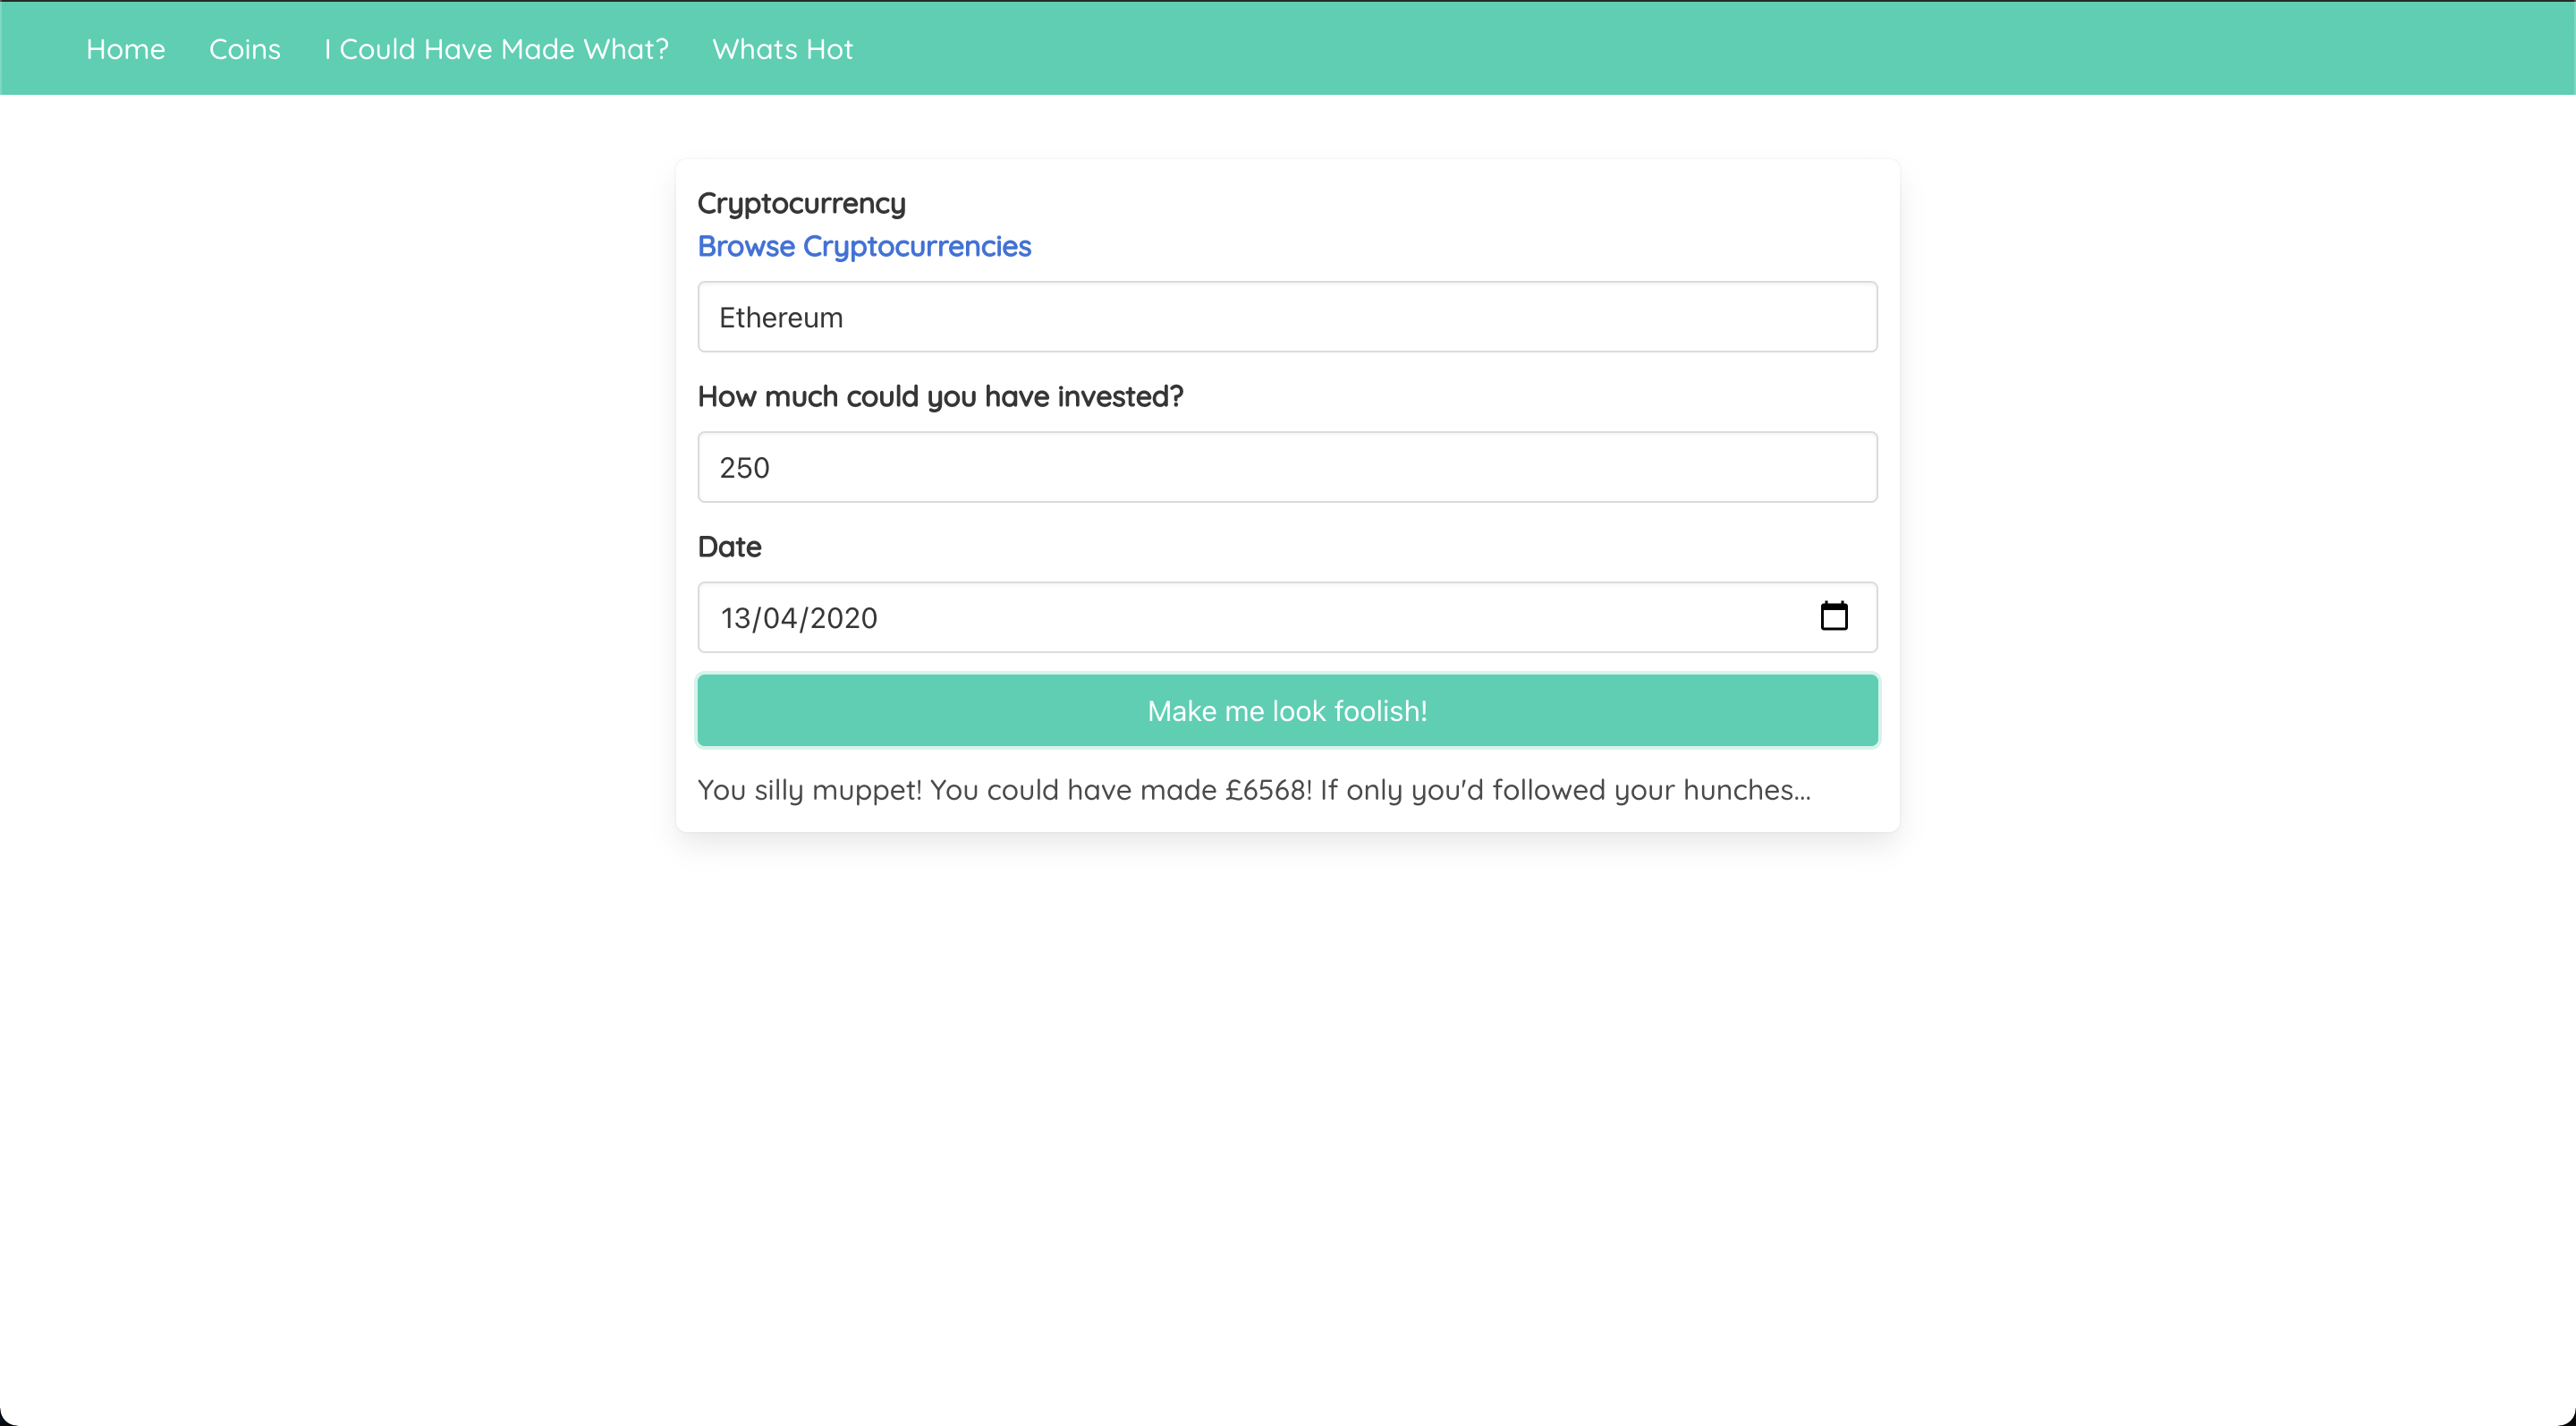 Home Coins I Could Have Made What? Whats Hot
Cryptocurrency
Browse Cryptocurrencies
Ethereum
How much could you have invested?
250
Date
13/04/2020
Make me look foolish!
You silly muppet! You could have made £6568! If only you'd followed your hunches...